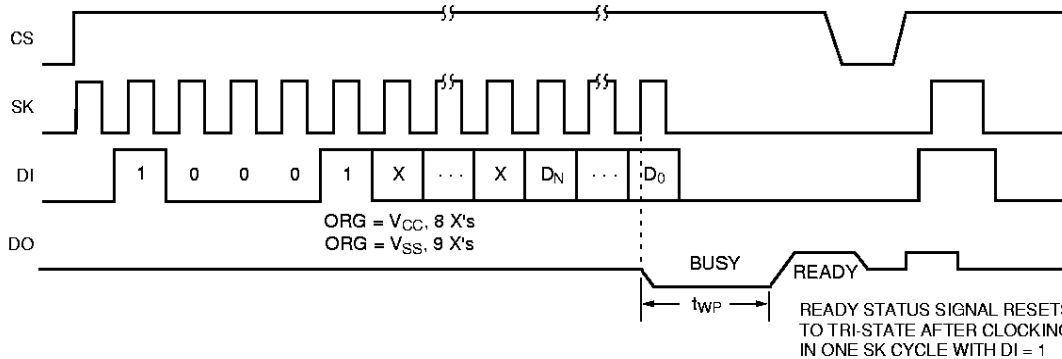 CS
SK
DI 1 0 0 0 1 X · · · X DN · · · D0
ORG = VCC, 8 X's
ORG = VSS, 9 X's
DO
BUSY
READY
tWP
READY STATUS SIGNAL RESETS
TO TRI-STATE AFTER CLOCKING
IN ONE SK CYCLE WITH DI = 1